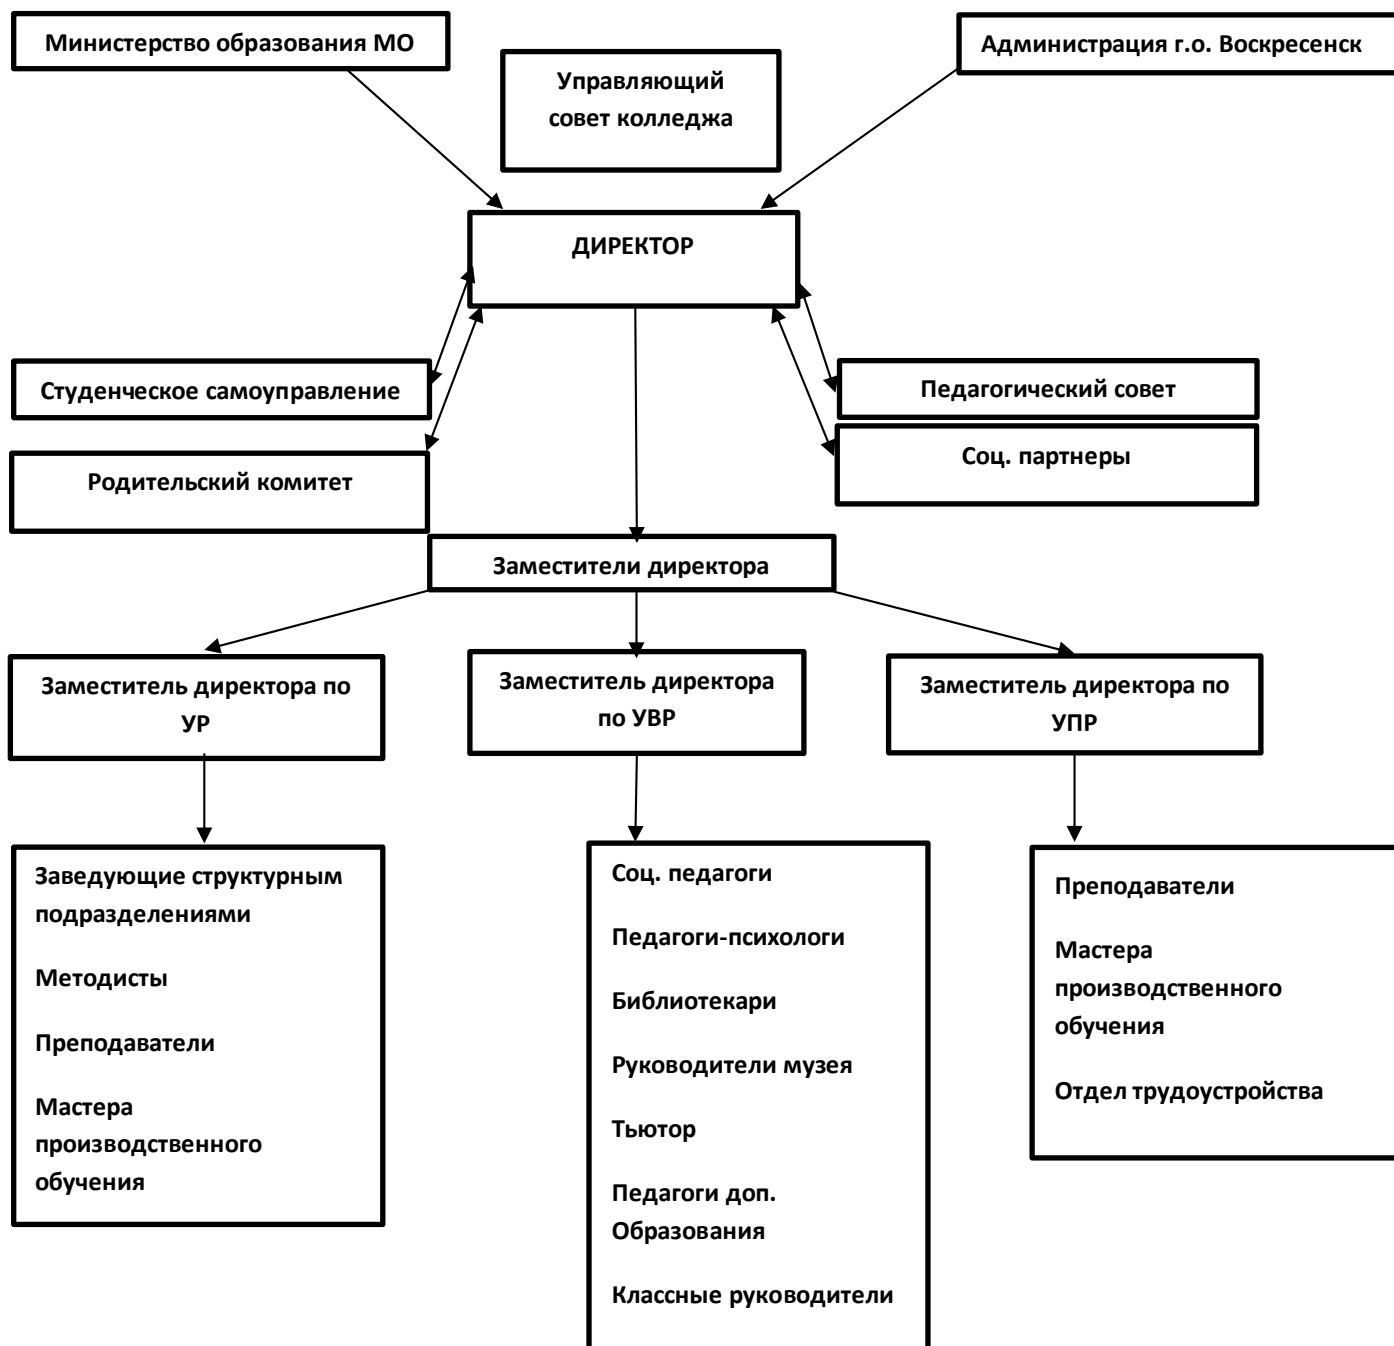 Министерство образования МО
Администрация г.о. Воскресенск
Управляющий
совет колледжа
ДИРЕКТОР
Студенческое самоуправление
Педагогический совет
Родительский комитет
Соц. партнеры
Заместители директора
Заместитель директора по
УР
Заместитель директора
по УВР
Заместитель директора по
УПР
Заведующие структурным
подразделениями
Методисты
Преподаватели
Мастера
производственного
обучения
Соц. педагоги
Педагоги-психологи
Библиотекари
Руководители музея
Тьютор
Педагоги доп.
Образования
Классные руководители
Преподаватели
Мастера
производственного
обучения
Отдел трудоустройства